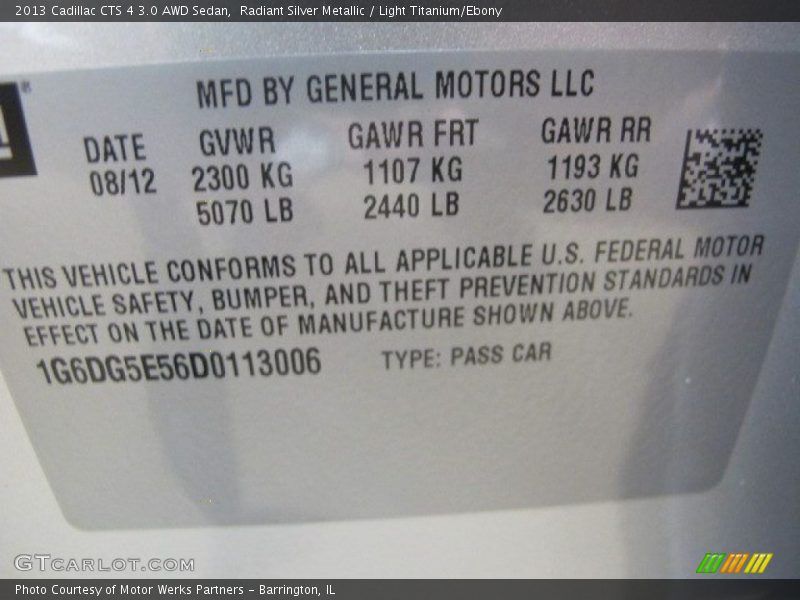 2013 Cadillac CTS 4 3.0 AWD Sedan, Radiant Silver Metallic / Light Titanium/Ebony
MFD BY GENERAL MOTORS LLC
DATE GVWR GAWR FRT GAWR RR
08/12 2300 KG 1107 KG 1193 KG
5070 LB 2440 LB 2630 LB
THIS VEHICLE CONFORMS TO ALL APPLICABLE U.S. FEDERAL MOTOR
VEHICLE SAFETY, BUMPER, AND THEFT PREVENTION STANDARDS IN
EFFECT ON THE DATE OF MANUFACTURE SHOWN ABOVE.
1G6DG5E56D0113006 TYPE: PASS CAR
GTCARLOT.COM
Photo Courtesy of Motor Werks Partners - Barrington, IL